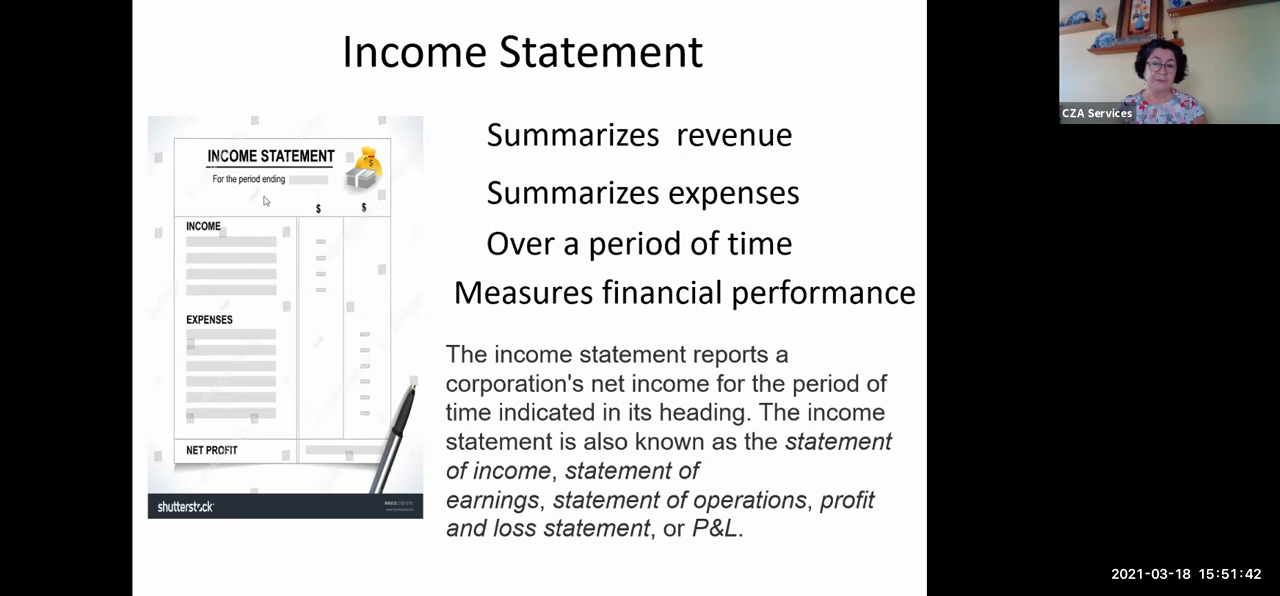 Income Statement
INCOME STATEMENT
For the period ending
$ $
INCOME
EXPENSES
NET PROFIT
shutterstock
Summarizes revenue
Summarizes expenses
Over a period of time
Measures financial performance
The income statement reports a
corporation's net income for the period of
time indicated in its heading. The income
statement is also known as the statement
of income, statement of
earnings, statement of operations, profit
and loss statement, or P&L.
CZA Services
2021-03-18 15:51:42